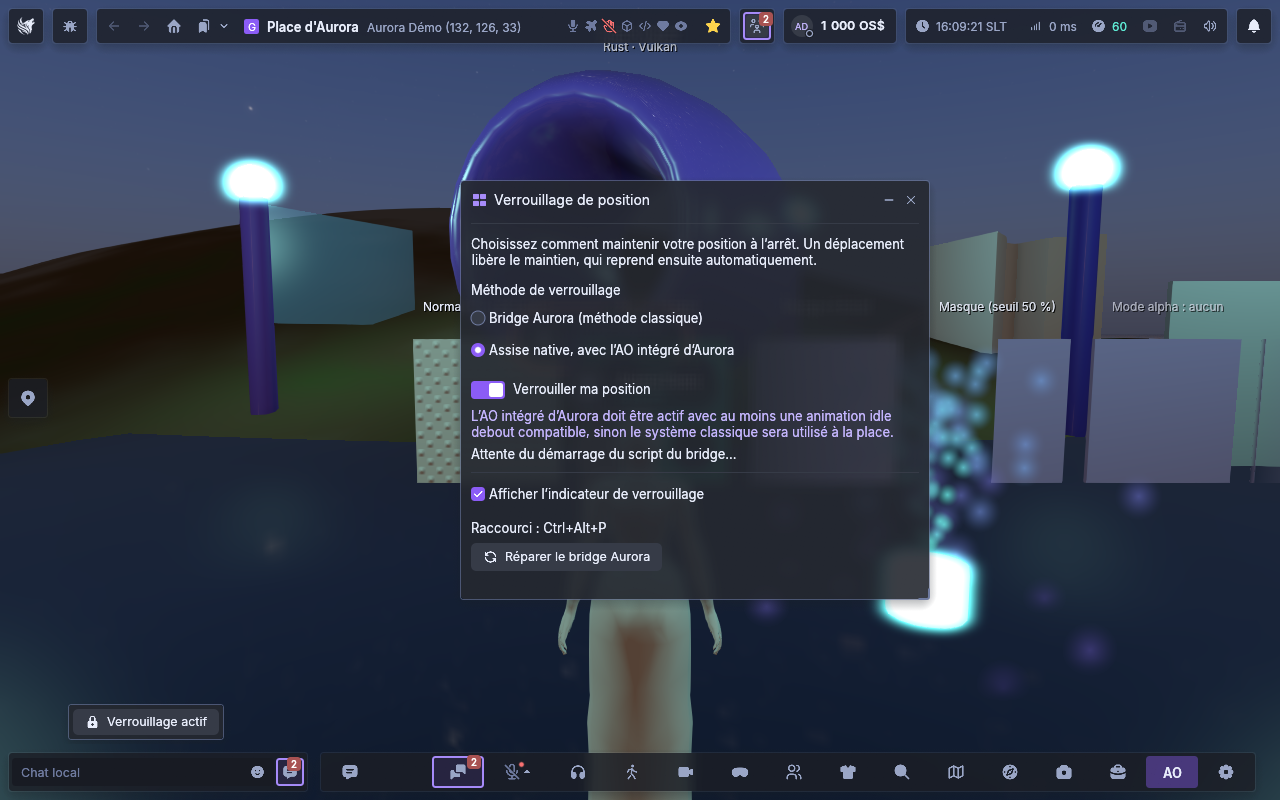 G Place d'Aurora Aurora Démo (132, 126, 33)
2
AD 1 000 OS$
16:09:21 SLT 0 ms 60
Rust · Vulkan
Verrouillage de position
Choisissez comment maintenir votre position à l'arrêt. Un déplacement
libère le maintien, qui reprend ensuite automatiquement.
Méthode de verrouillage
Norma
Masque (seuil 50 %)
Mode alpha : aucun
Bridge Aurora (méthode classique)
Assise native, avec l'AO intégré d'Aurora
Verrouiller ma position
L'AO intégré d'Aurora doit être actif avec au moins une animation idle
debout compatible, sinon le système classique sera utilisé à la place.
Attente du démarrage du script du bridge...
Afficher l'indicateur de verrouillage
Raccourci : Ctrl+Alt+P
Réparer le bridge Aurora
Verrouillage actif
Chat local
2
2
AO